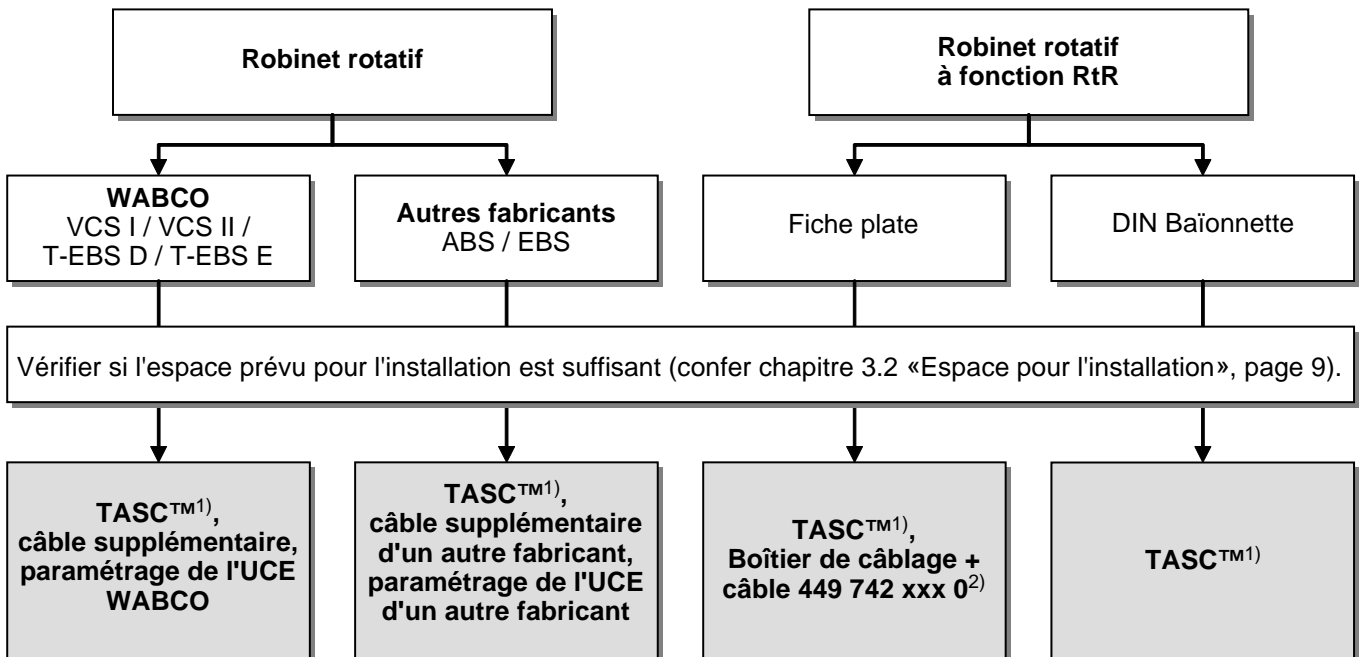 Robinet rotatif
Robinet rotatif
à fonction RtR
WABCO
VCS I / VCS II /
T-EBS D / T-EBS E
Autres fabricants
ABS / EBS
Fiche plate
DIN Baïonnette
Vérifier si l'espace prévu pour l'installation est suffisant (confer chapitre 3.2 «Espace pour l'installation», page 9).
TASC™1),
câble supplémentaire,
paramétrage de l'UCE
WABCO
TASC™1),
câble supplémentaire
d'un autre fabricant,
paramétrage de l'UCE
d'un autre fabricant
TASC™1),
Boîtier de câblage +
câble 449 742 xxx 02)
TASC™1)